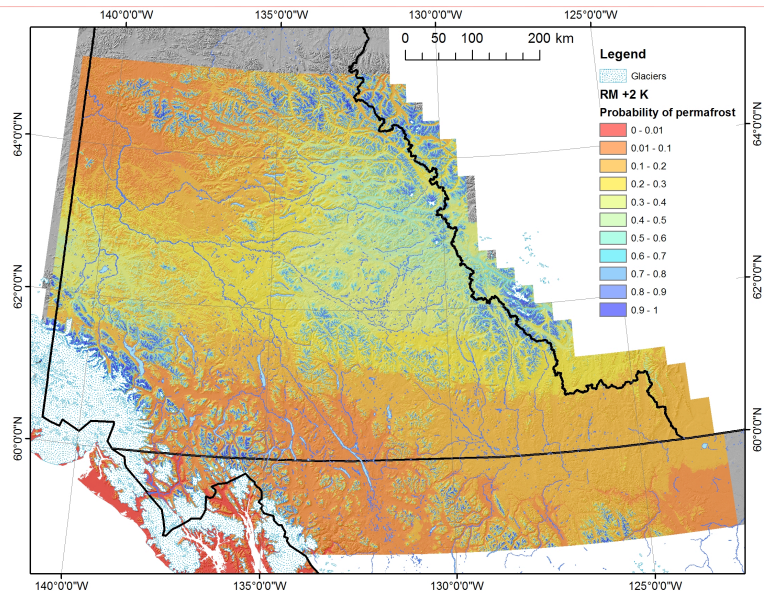 140°0'0"W 135°0'0"W 130°0'0"W 125°0'0"W
0 50 100 200 km
Legend
Glaciers
RM +2 K
Probability of permafrost
0 - 0.01
0.01 - 0.1
0.1 - 0.2
0.2 - 0.3
0.3 - 0.4
0.4 - 0.5
0.5 - 0.6
0.6 - 0.7
0.7 - 0.8
0.8 - 0.9
0.9 - 1
64°0'0"N
64°0'0"N
62°0'0"N
62°0'0"N
60°0'0"N
60°0'0"N
140°0'0"W 135°0'0"W 130°0'0"W 125°0'0"W